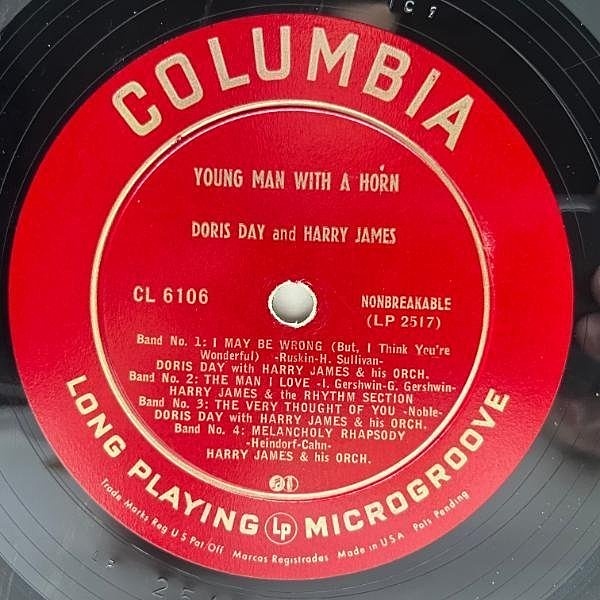 COLUMBIA
YOUNG MAN WITH A HORN
DORIS DAY and HARRY JAMES
CL 6106
NONBREAKABLE
(LP 2517)
Band No. 1: I MAY BE WRONG (But, I Think You're
Wonderful) -Ruskin-H. Sullivan-
DORIS DAY with HARRY JAMES & his ORCH.
Band No. 2: THE MAN I LOVE -I. Gershwin-G. Gershwin-
HARRY JAMES & the RHYTHM SECTION
Band No. 3: THE VERY THOUGHT OF YOU -Noble-
DORIS DAY with HARRY JAMES & his ORCH.
Band No. 4: MELANCHOLY RHAPSODY
-Heindorf-Cahn-
HARRY JAMES & his ORCH.
LONG PLAYING LP MICROGROOVE
Trade Marks Reg U S Pat Off Marcas Registradas Made in U S A Pats Pending